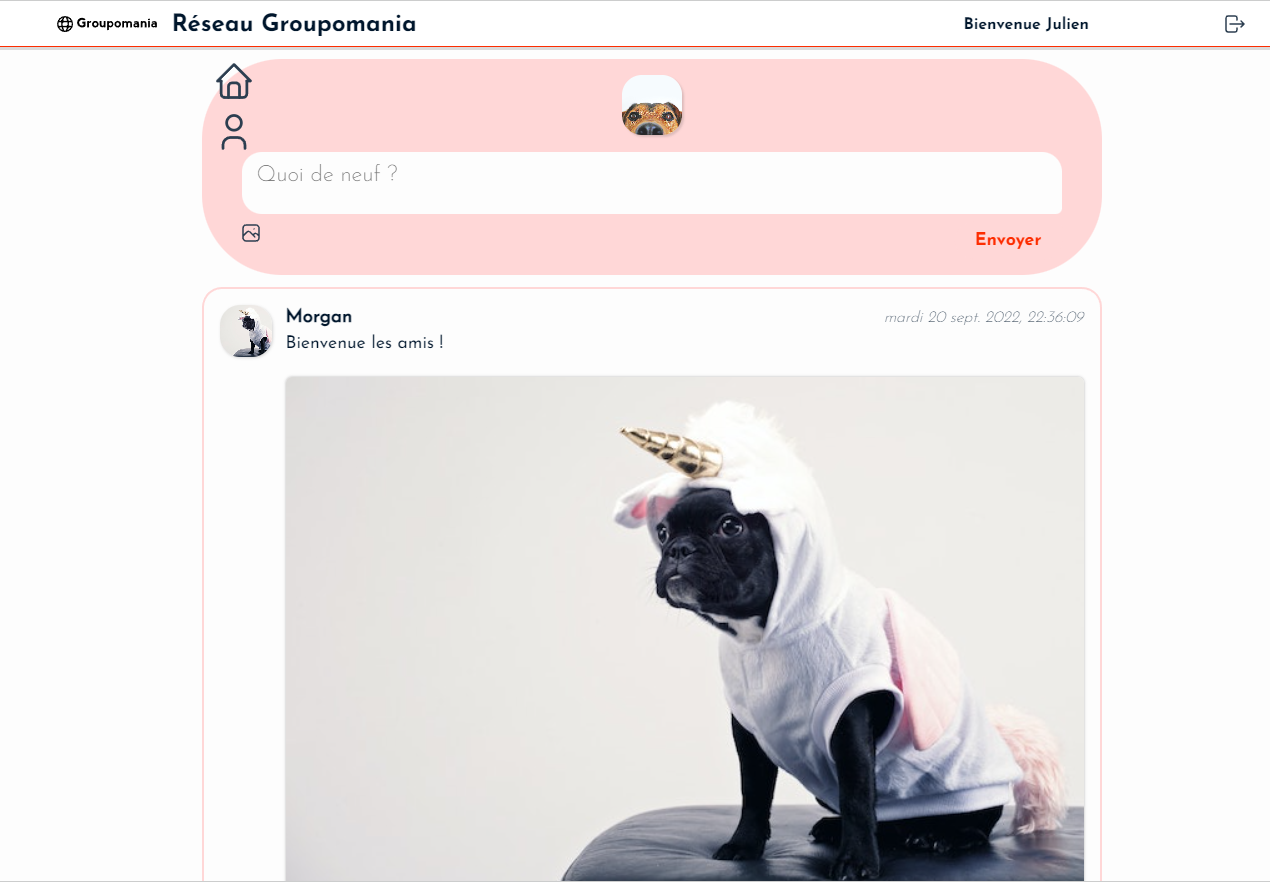 Groupomania
Réseau Groupomania
Bienvenue Julien
Quoi de neuf ?
Envoyer
Morgan
mardi 20 sept. 2022, 22:36:09
Bienvenue les amis !